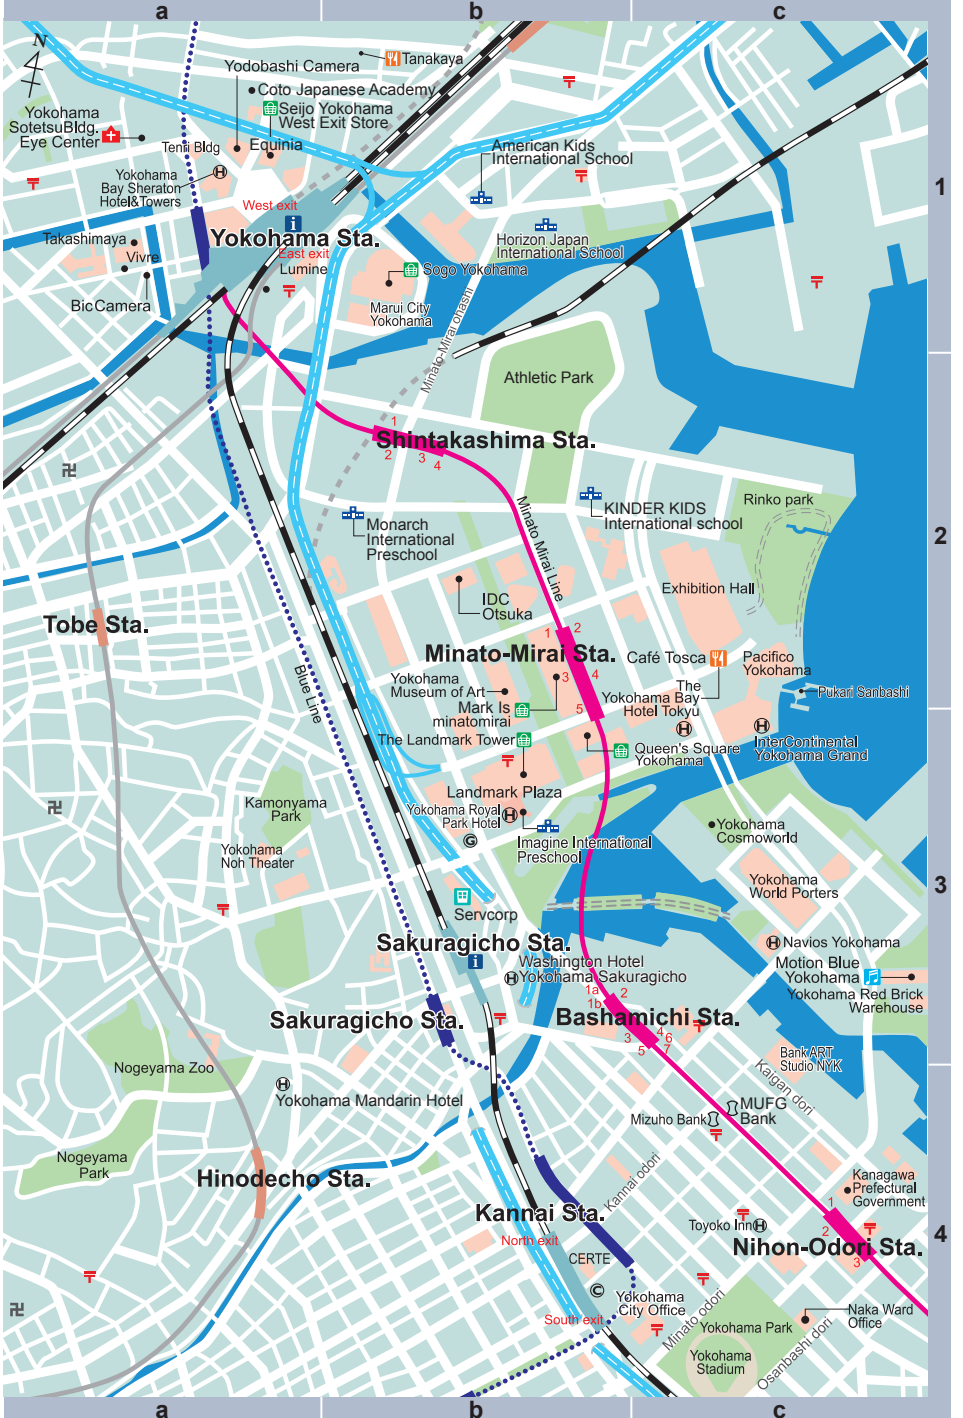 a
b
c
N
Tanakaya
Yodobashi Camera
Coto Japanese Academy
Yokohama
SotetsuBldg.
Eye Center
Seijo Yokohama
West Exit Store
Tenri Bldg
Equinia
American Kids
International School
Yokohama
Bay Sheraton
Hotel&Towers
1
West exit
i
Yokohama Sta.
East exit
Lumine
Takashimaya
Vivre
BicCamera
Horizon Japan
International School
Sogo Yokohama
Marui City
Yokohama
Minato-Mirai onashi
Athletic Park
1
Shintakashima Sta.
2
3
4
Minato Mirai Line
KINDER KIDS
International school
Rinko park
Monarch
International
Preschool
2
IDC
Otsuka
Exhibition Hall
Tobe Sta.
Blue Line
1
2
Minato-Mirai Sta.
3
4
5
Café Tosca
Pacifico
Yokohama
Yokohama
Museum of Art
Mark Is
minatomirai
The
Yokohama Bay
Hotel Tokyu
H
Pukari Sanbashi
The Landmark Tower
Queen's Square
Yokohama
InterContinental
Yokohama Grand
H
Landmark Plaza
Kamonyama
Park
Yokohama Royal
Park Hotel
H
G
Imagine International
Preschool
Yokohama
Cosmoworld
Yokohama
Noh Theater
Yokohama
World Porters
3
Servcorp
Sakuragicho Sta.
i
H
Washington Hotel
Yokohama Sakuragicho
H
Navios Yokohama
Motion Blue
Yokohama
Yokohama Red Brick
Warehouse
1a
1b
2
Bashamichi Sta.
3
4
5
6
7
Sakuragicho Sta.
Bank ART
Studio NYK
Kaigan dori
Nogeyama Zoo
H
Yokohama Mandarin Hotel
Mizuho Bank
MUFG
Bank
Nogeyama
Park
Hinodecho Sta.
Kannai odori
Kanagawa
Prefectural
Government
Kannai Sta.
North exit
CERTE
Toyoko Inn
H
1
2
Nihon-Odori Sta.
3
4
C
Yokohama
City Office
South exit
Minato odori
Yokohama Park
Yokohama
Stadium
Osanbashi dori
Naka Ward
Office
a
b
c